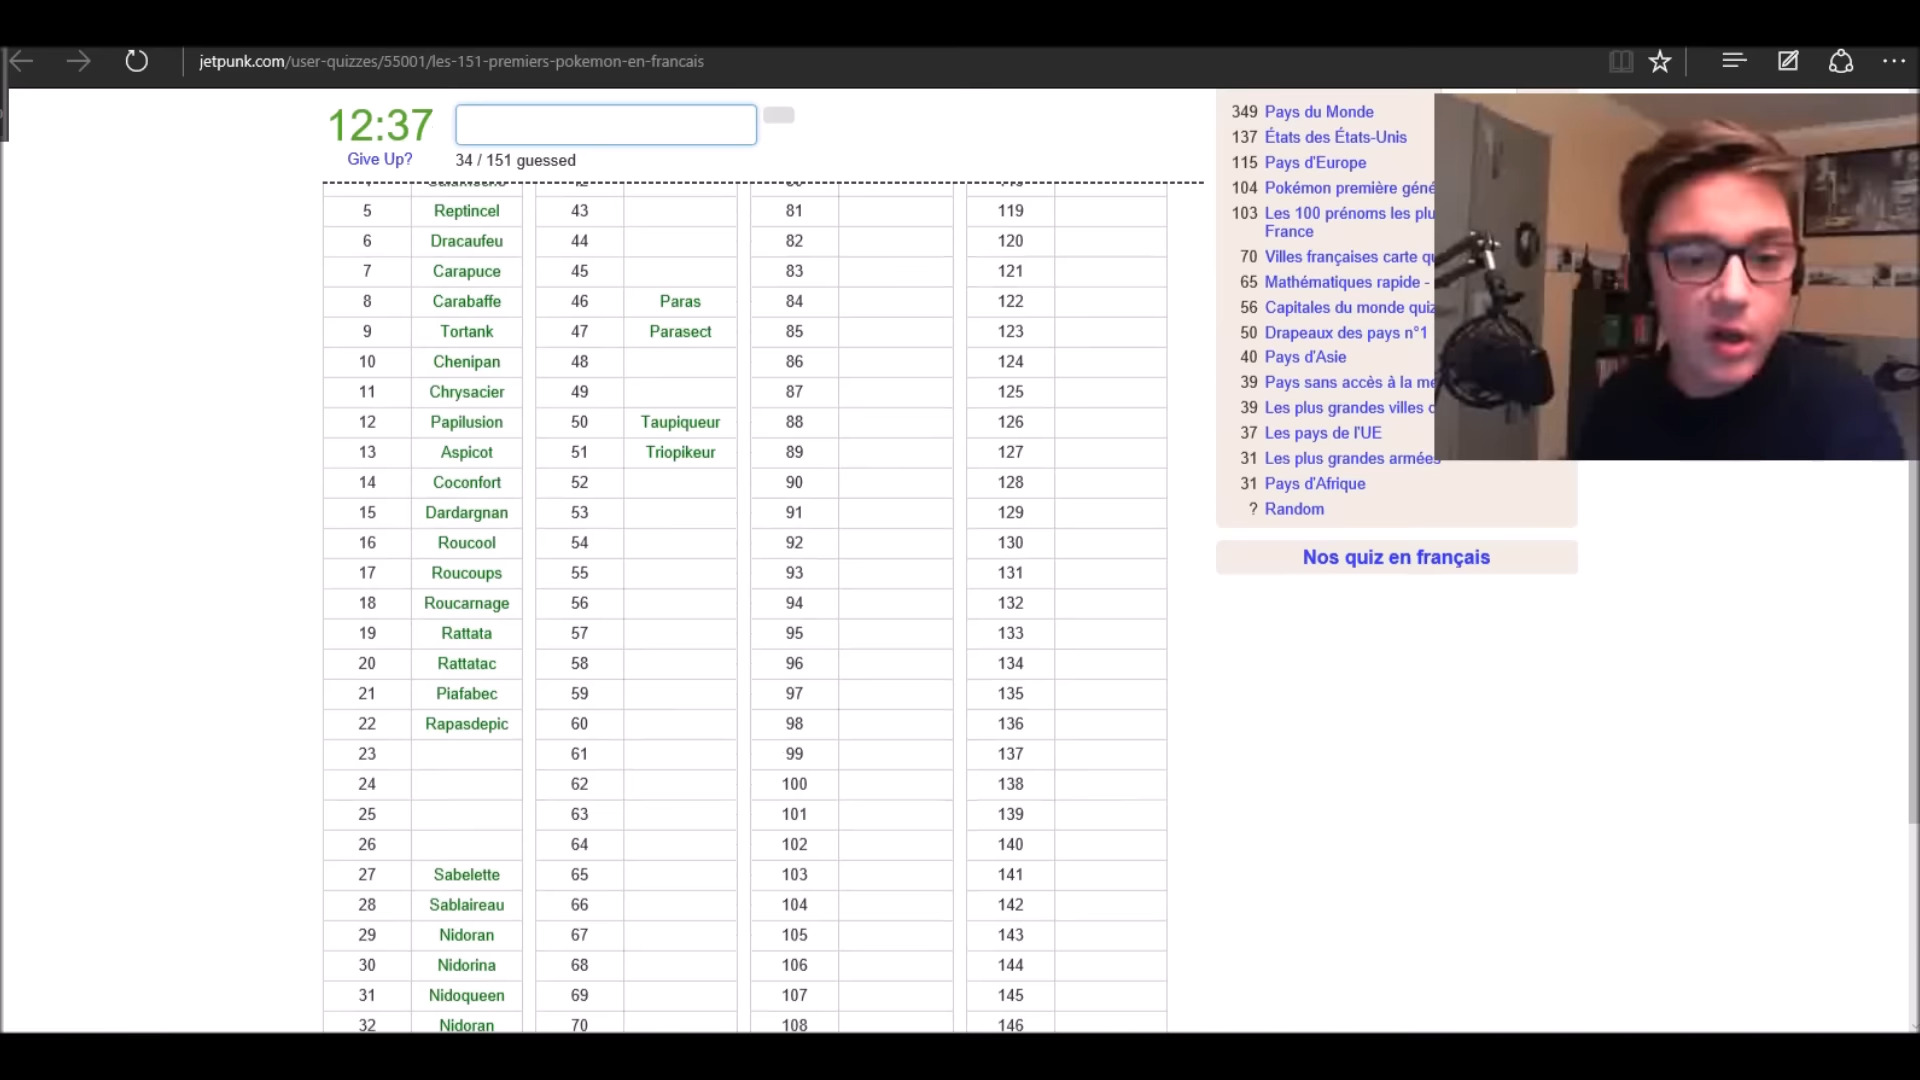 jetpunk.com/user-quizzes/55001/les-151-premiers-pokemon-en-francais
12:37
Give Up?
34 / 151 guessed
5 Reptincel 43 81 119
6 Dracaufeu 44 82 120
7 Carapuce 45 83 121
8 Carabaffe 46 Paras 84 122
9 Tortank 47 Parasect 85 123
10 Chenipan 48 86 124
11 Chrysacier 49 87 125
12 Papilusion 50 Taupiqueur 88 126
13 Aspicot 51 Triopikeur 89 127
14 Coconfort 52 90 128
15 Dardargnan 53 91 129
16 Roucool 54 92 130
17 Roucoups 55 93 131
18 Roucarnage 56 94 132
19 Rattata 57 95 133
20 Rattatac 58 96 134
21 Piafabec 59 97 135
22 Rapasdepic 60 98 136
23 61 99 137
24 62 100 138
25 63 101 139
26 64 102 140
27 Sabelette 65 103 141
28 Sablaireau 66 104 142
29 Nidoran 67 105 143
30 Nidorina 68 106 144
31 Nidoqueen 69 107 145
32 Nidoran 70 108 146
349 Pays du Monde
137 États des États-Unis
115 Pays d'Europe
104 Pokémon première géné
103 Les 100 prénoms les plu
France
70 Villes françaises carte
65 Mathématiques rapide -
56 Capitales du monde quiz
50 Drapeaux des pays n°1
40 Pays d'Asie
39 Pays sans accès à la me
39 Les plus grandes villes
37 Les pays de l'UE
31 Les plus grandes armées
31 Pays d'Afrique
? Random
Nos quiz en français